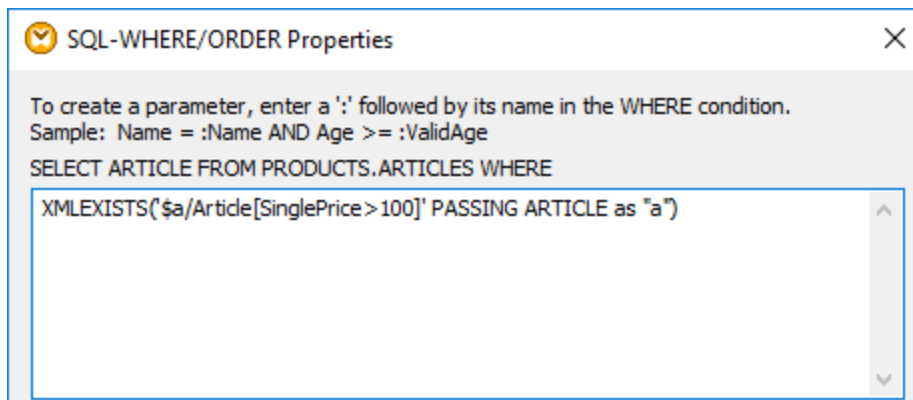 SQL-WHERE/ORDER Properties
To create a parameter, enter a ':' followed by its name in the WHERE condition.
Sample: Name = :Name AND Age >= :ValidAge
SELECT ARTICLE FROM PRODUCTS.ARTICLES WHERE
XMLEXISTS('$a/Article[SinglePrice>100]' PASSING ARTICLE as "a")